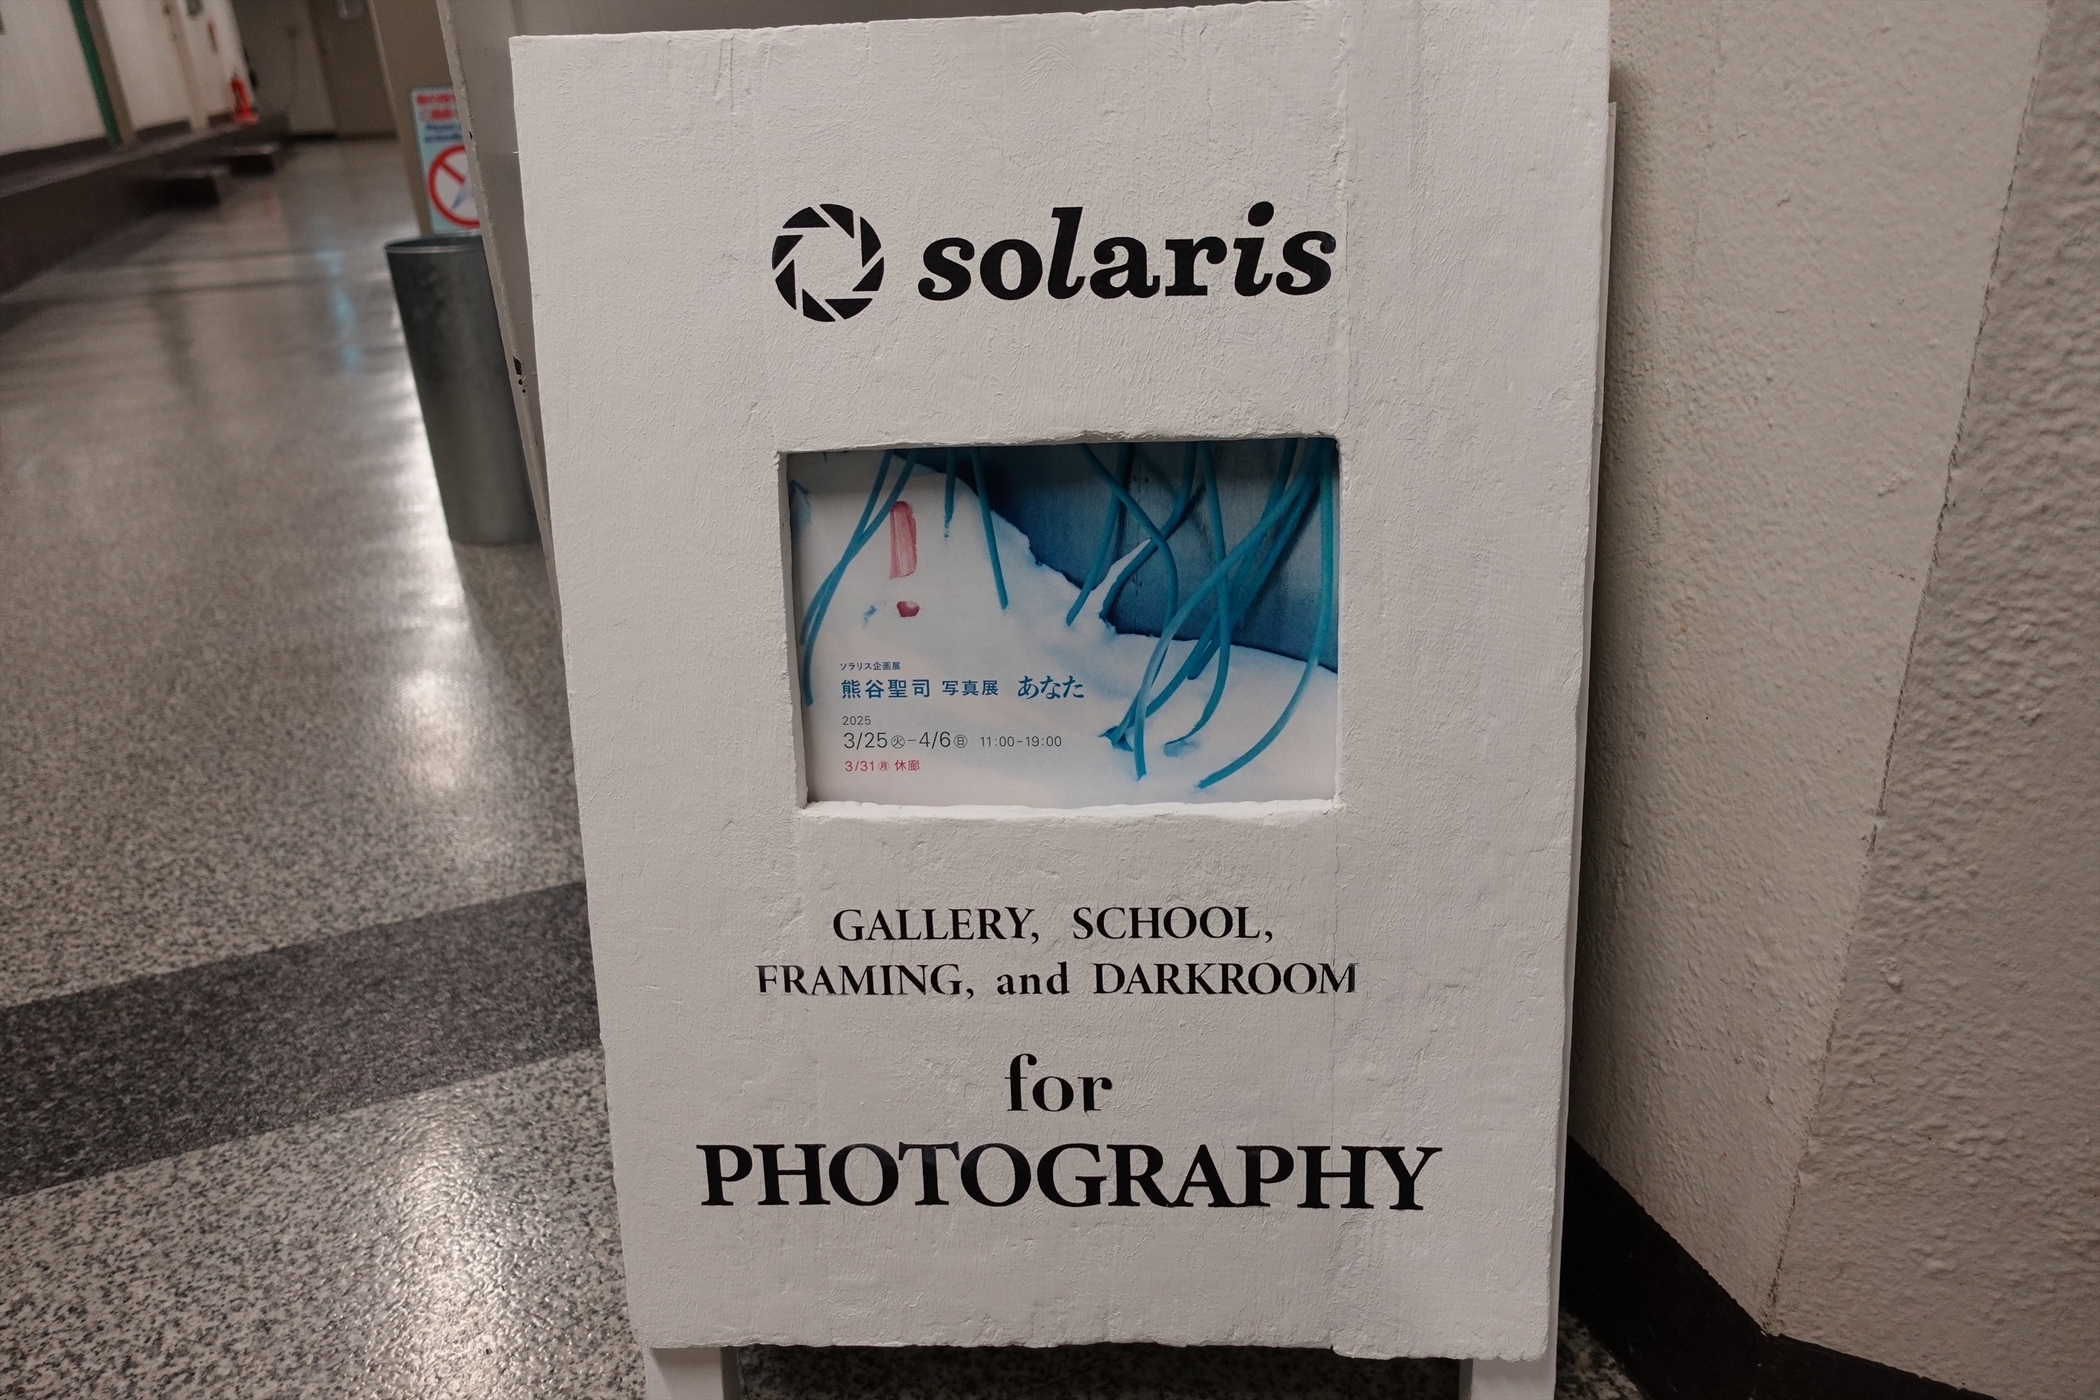 solaris
ソラリス企画展
熊谷聖司 写真展 あなた
2025
3/25㊋-4/6㊐ 11:00-19:00
3/31㊊ 休廊
GALLERY, SCHOOL,
FRAMING, and DARKROOM
for
PHOTOGRAPHY